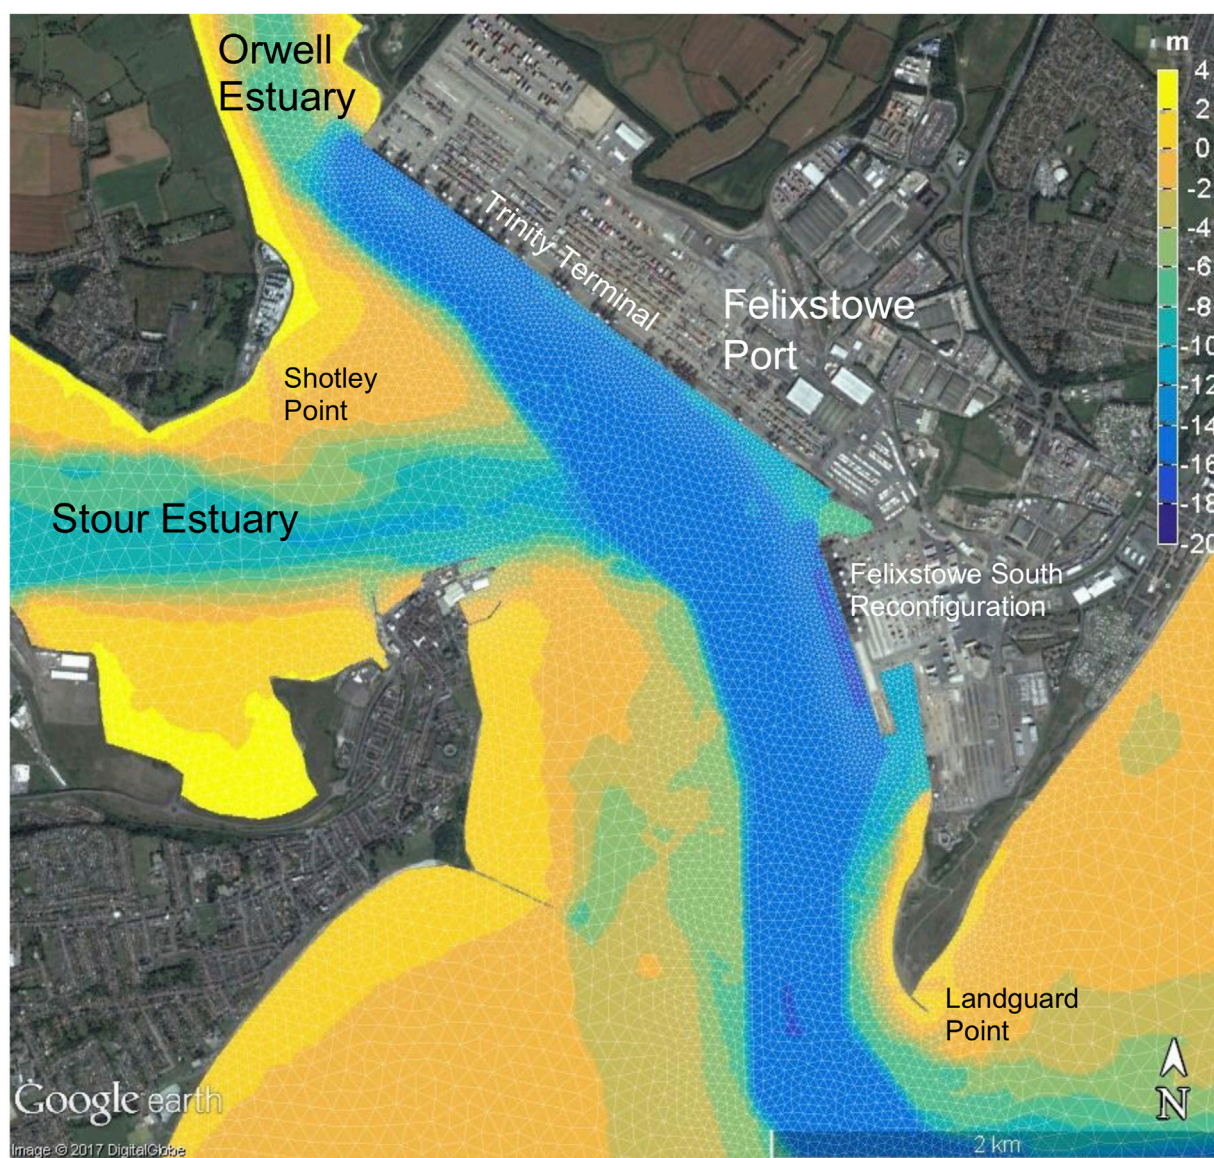 Orwell
Estuary
m
4
2
0
-2
-4
-6
-8
-10
-12
-14
-16
-18
-20
Trinity Terminal
Felixstowe
Port
Shotley
Point
Stour Estuary
Felixstowe South
Reconfiguration
Landguard
Point
N
Google earth
2 km
Image © 2017 DigitalGlobe